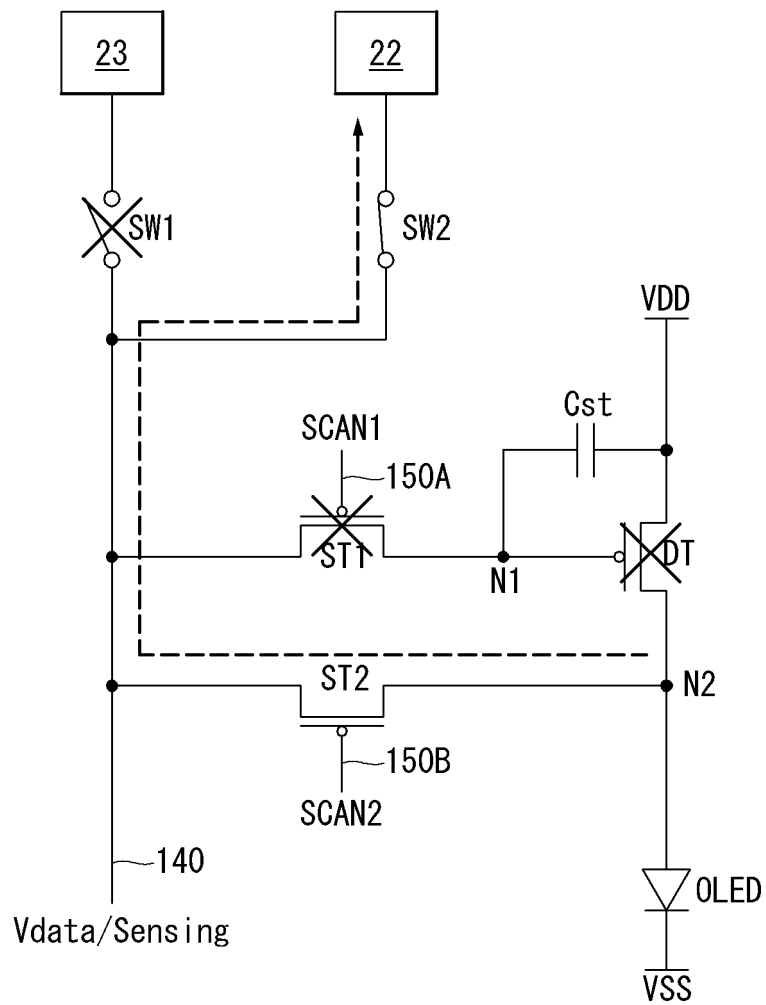 23
22
SW1
SW2
VDD
Cst
SCAN1
150A
ST1
DT
N1
ST2
N2
150B
SCAN2
140
OLED
Vdata/Sensing
VSS